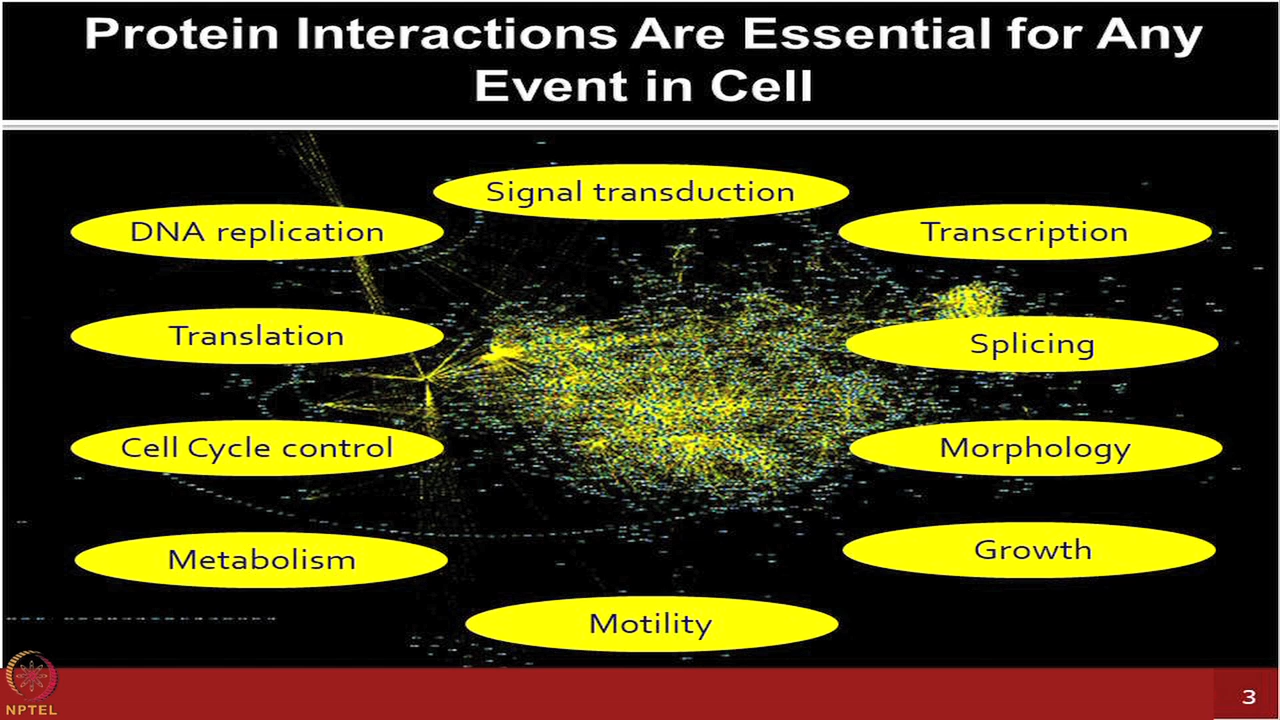 Protein Interactions Are Essential for Any
Event in Cell
Signal transduction
DNA replication
Transcription
Translation
Splicing
Cell Cycle control
Morphology
Metabolism
Growth
Motility
NPTEL
3